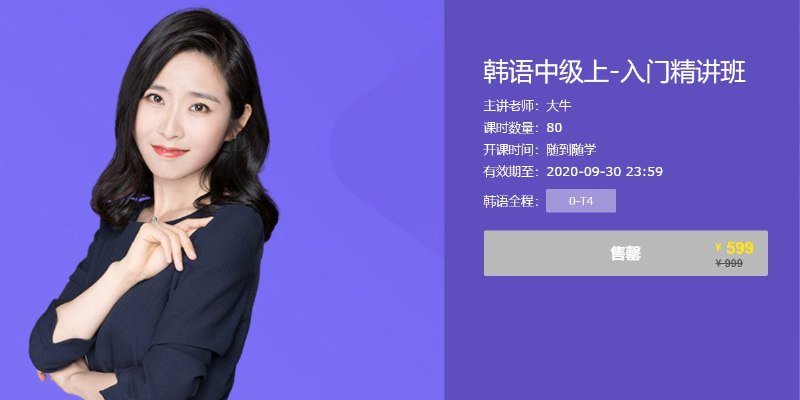 韩语中级上-入门精讲班
主讲老师：大牛
课时数量：80
开课时间：随到随学
有效期至：2020-09-30 23:59
韩语全程：0-T4
售罄
¥ 599
¥ 999